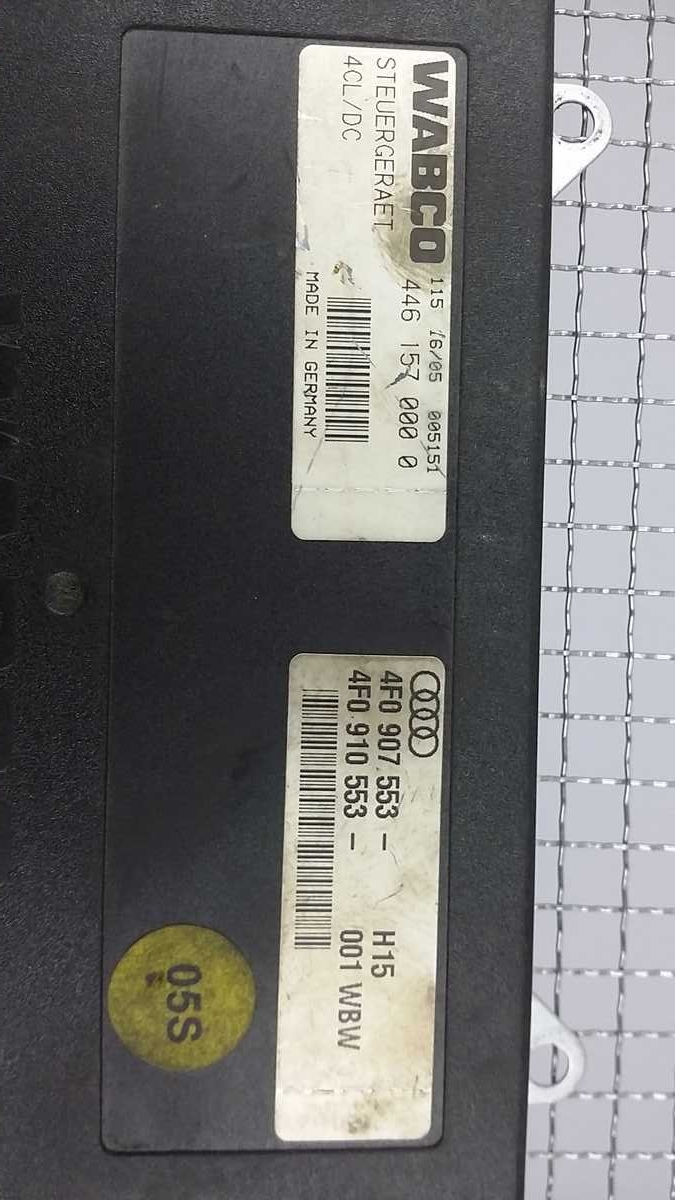 WABCO
115 16/05 005151
446 157 000 0
STEUERGERAET
4CL/DC
MADE IN GERMANY
4F0 907 553 - H15
4F0 910 553 - 001 WBW
05S